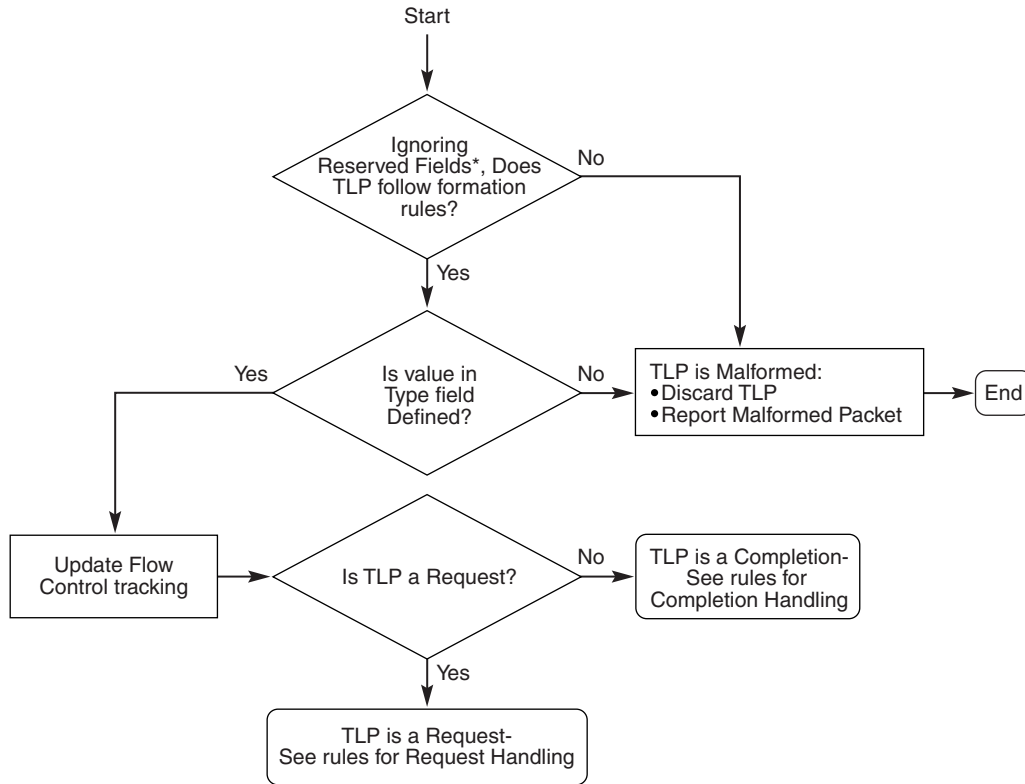 Start
Ignoring
Reserved Fields*, Does
TLP follow formation
rules?
No
Yes
Is value in
Type field
Defined?
Yes
No
TLP is Malformed:
•Discard TLP
•Report Malformed Packet
End
Update Flow
Control tracking
Is TLP a Request?
No
TLP is a Completion-
See rules for
Completion Handling
Yes
TLP is a Request-
See rules for Request Handling